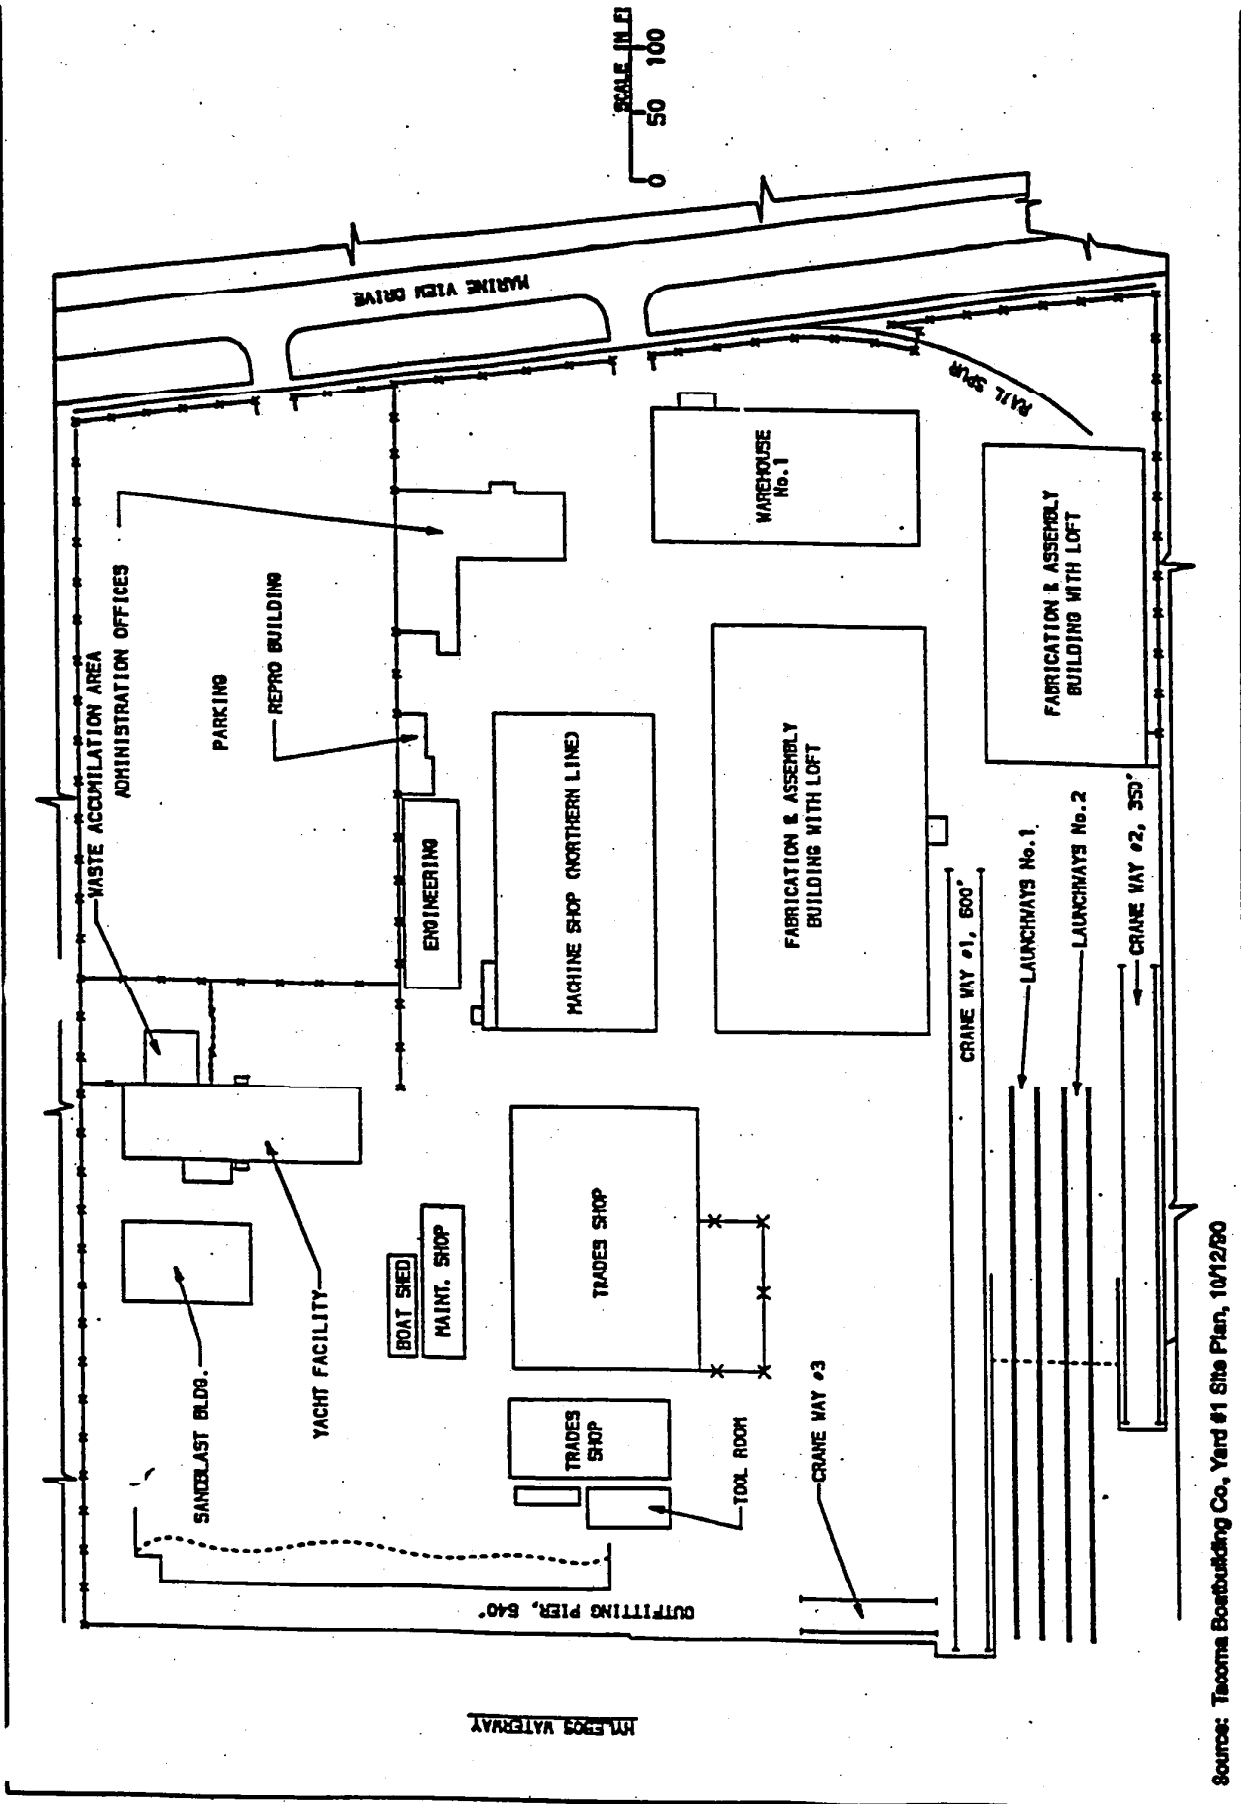 SCALE IN F
0 50 100
MARINE VIEW DRIVE
RAIL SPUR
WASTE ACCUMILATION AREA
ADMINISTRATION OFFICES
PARKING
REPRO BUILDING
ENGINEERING
WAREHOUSE
No.1
MACHINE SHOP (NORTHERN LINE)
FABRICATION & ASSEMBLY
BUILDING WITH LOFT
FABRICATION & ASSEMBLY
BUILDING WITH LOFT
CRANE WAY #1, 600'
LAUNCHWAYS No.1
LAUNCHWAYS No.2
CRANE WAY #2, 350'
SANDBLAST BLDG.
YACHT FACILITY
BOAT SHED
MAINT. SHOP
TRADES SHOP
TRADES
SHOP
TOOL ROOM
CRANE WAY #3
OUTFITTING PIER, 640'
HYLEBOS WATERWAY
Source: Tacoma Boatbuilding Co., Yard #1 Site Plan, 10/12/90